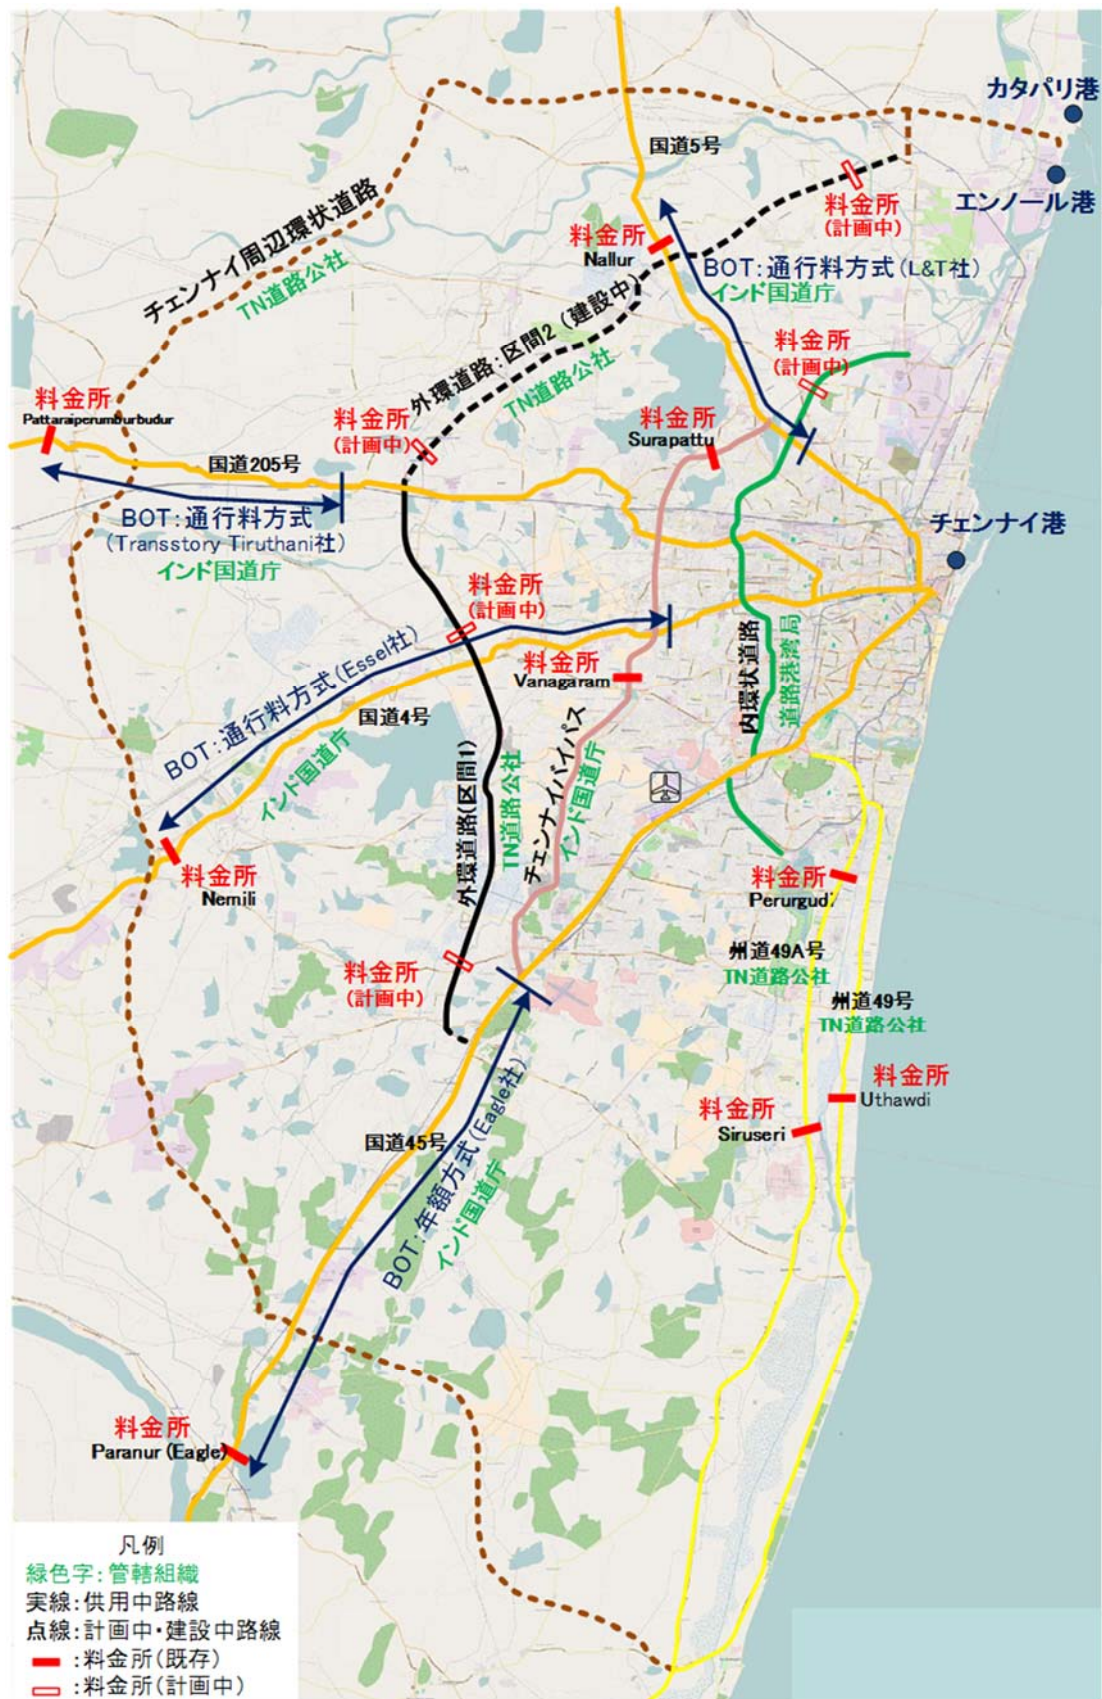 カタパリ港
国道5号
エンノール港
料金所
(計画中)
料金所
Nallur
チェンナイ周辺環状道路
TN道路公社
BOT:通行料方式(L&T社)
インド国道庁
外環道路:区間2 (建設中)
TN道路公社
料金所
(計画中)
料金所
Pattaraiperumburbudur
料金所
(計画中)
料金所
Surapattu
国道205号
BOT:通行料方式
(Transstory Tiruthani社)
インド国道庁
チェンナイ港
料金所
(計画中)
BOT:通行料方式(Essel社)
インド国道庁
国道4号
料金所
Vanagaram
内環状道路
道路港湾局
外環道路(区間1)
TN道路公社
チェンナイバイパス
インド国道庁
料金所
Nemili
料金所
Perurgudi
州道49A号
TN道路公社
料金所
(計画中)
州道49号
TN道路公社
料金所
Uthawdi
料金所
Siruseri
国道45号
BOT:年額方式(Eagle社)
インド国道庁
料金所
Paranur (Eagle)
凡例
緑色字:管轄組織
実線:供用中路線
点線:計画中・建設中路線
:料金所(既存)
:料金所(計画中)